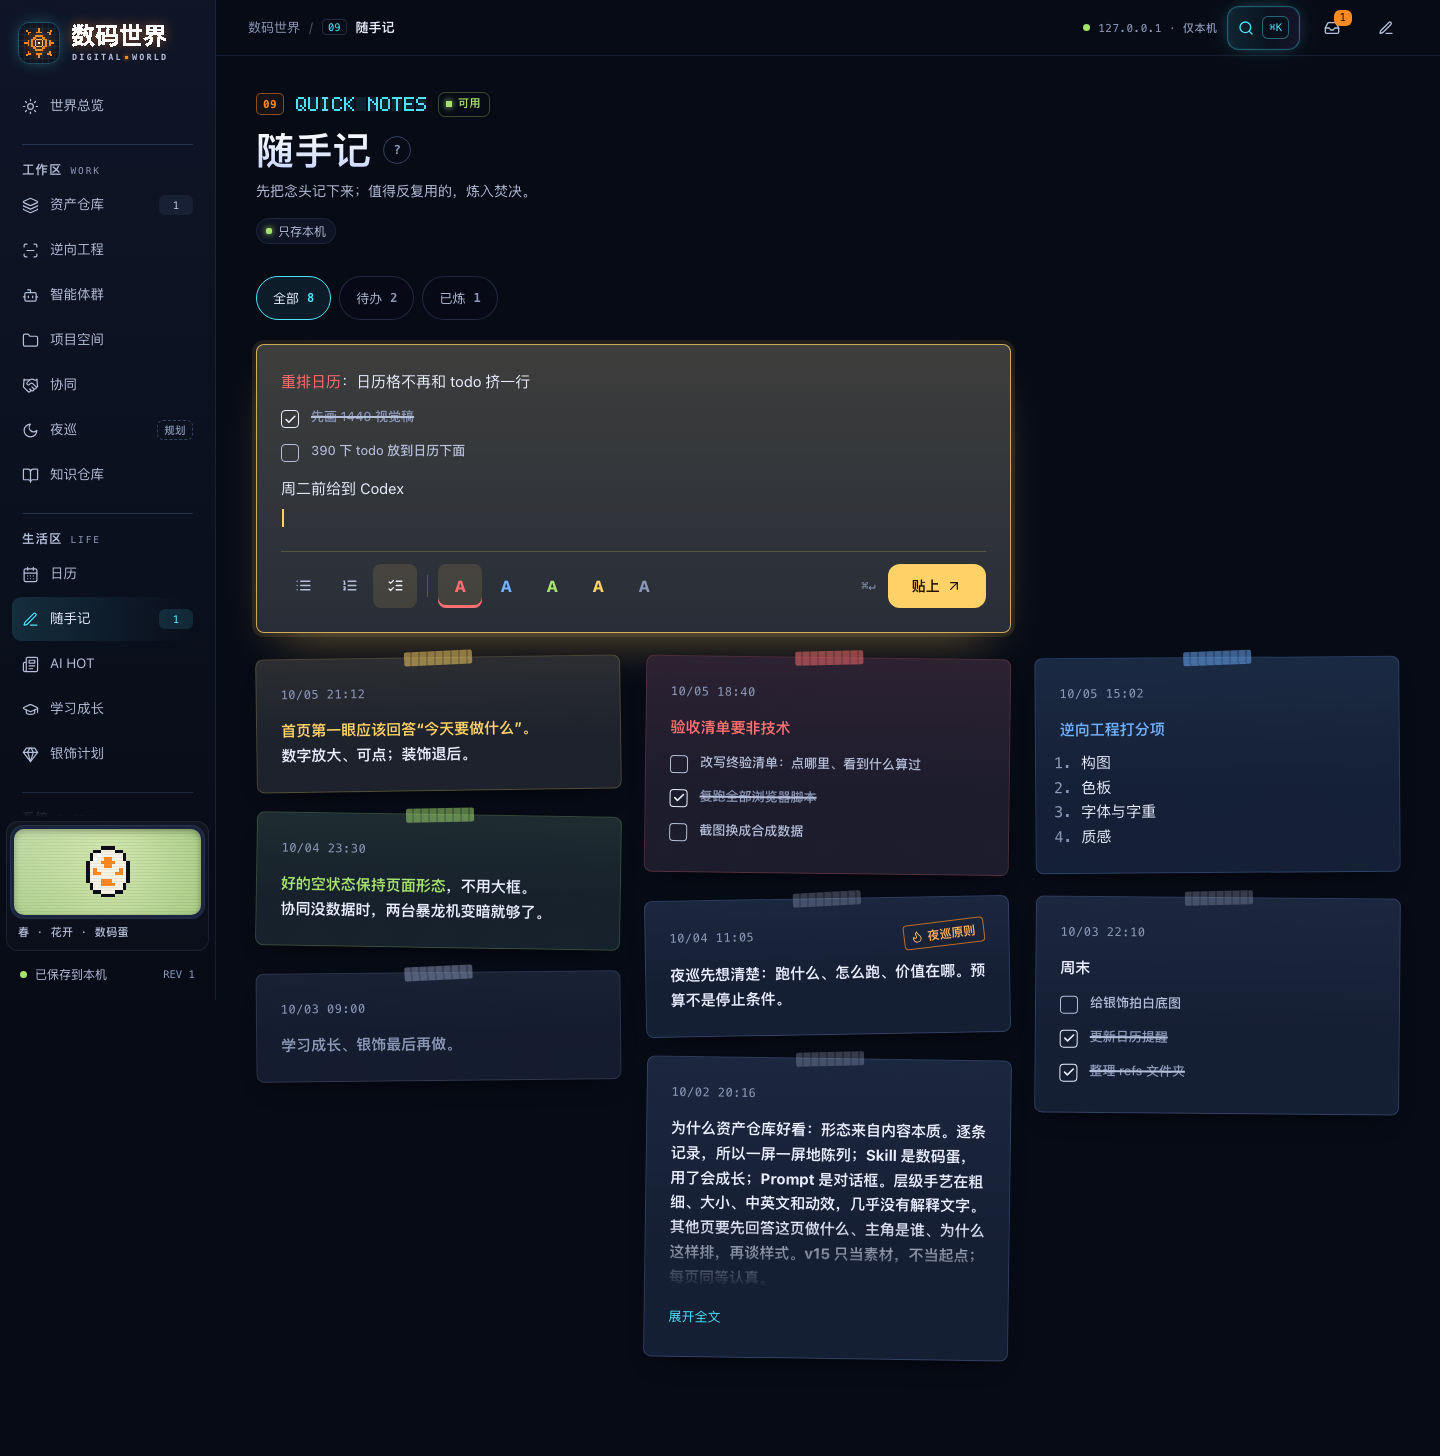 数码世界
DIGITAL WORLD
世界总览
工作区 WORK
资产仓库 1
逆向工程
智能体群
项目空间
协同
夜巡 规划
知识仓库
生活区 LIFE
日历
随手记 1
AI HOT
学习成长
银饰计划
春 · 花开 · 数码蛋
已保存到本机 REV 1
数码世界 / 09 随手记
127.0.0.1 · 仅本机
⌘K
1
09 QUICK NOTES 可用
随手记 ?
先把念头记下来；值得反复用的，炼入焚决。
只存本机
全部 8 待办 2 已炼 1
重排日历：日历格不再和 todo 挤一行
先画 1440 视觉稿
390 下 todo 放到日历下面
周二前给到 Codex
A A A A A
⌘↵ 贴上
10/05 21:12
首页第一眼应该回答“今天要做什么”。
数字放大、可点；装饰退后。
10/04 23:30
好的空状态保持页面形态，不用大框。
协同没数据时，两台暴龙机变暗就够了。
10/03 09:00
学习成长、银饰最后再做。
10/05 18:40
验收清单要非技术
改写终验清单：点哪里、看到什么算过
复跑全部浏览器脚本
截图换成合成数据
10/04 11:05
夜巡原则
夜巡先想清楚：跑什么、怎么跑、价值在哪。预
算不是停止条件。
10/02 20:16
为什么资产仓库好看：形态来自内容本质。逐条
记录，所以一屏一屏地陈列；Skill 是数码蛋，
用了会成长；Prompt 是对话框。层级手艺在粗
细、大小、中英文和动效，几乎没有解释文字。
其他页要先回答这页做什么、主角是谁、为什么
这样排，再谈样式。v15 只当素材，不当起点；
每页同等认真。
展开全文
10/05 15:02
逆向工程打分项
1. 构图
2. 色板
3. 字体与字重
4. 质感
10/03 22:10
周末
给银饰拍白底图
更新日历提醒
整理 refs 文件夹